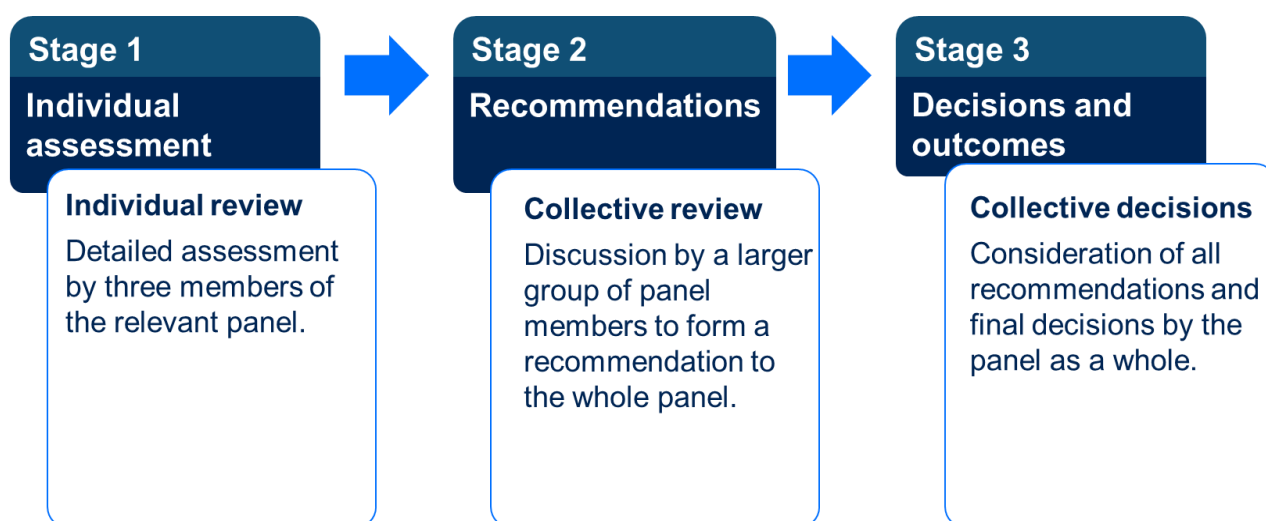 Stage 1
Individual
assessment
Individual review
Detailed assessment
by three members of
the relevant panel.
Stage 2
Recommendations
Collective review
Discussion by a larger
group of panel
members to form a
recommendation to
the whole panel.
Stage 3
Decisions and
outcomes
Collective decisions
Consideration of all
recommendations and
final decisions by the
panel as a whole.